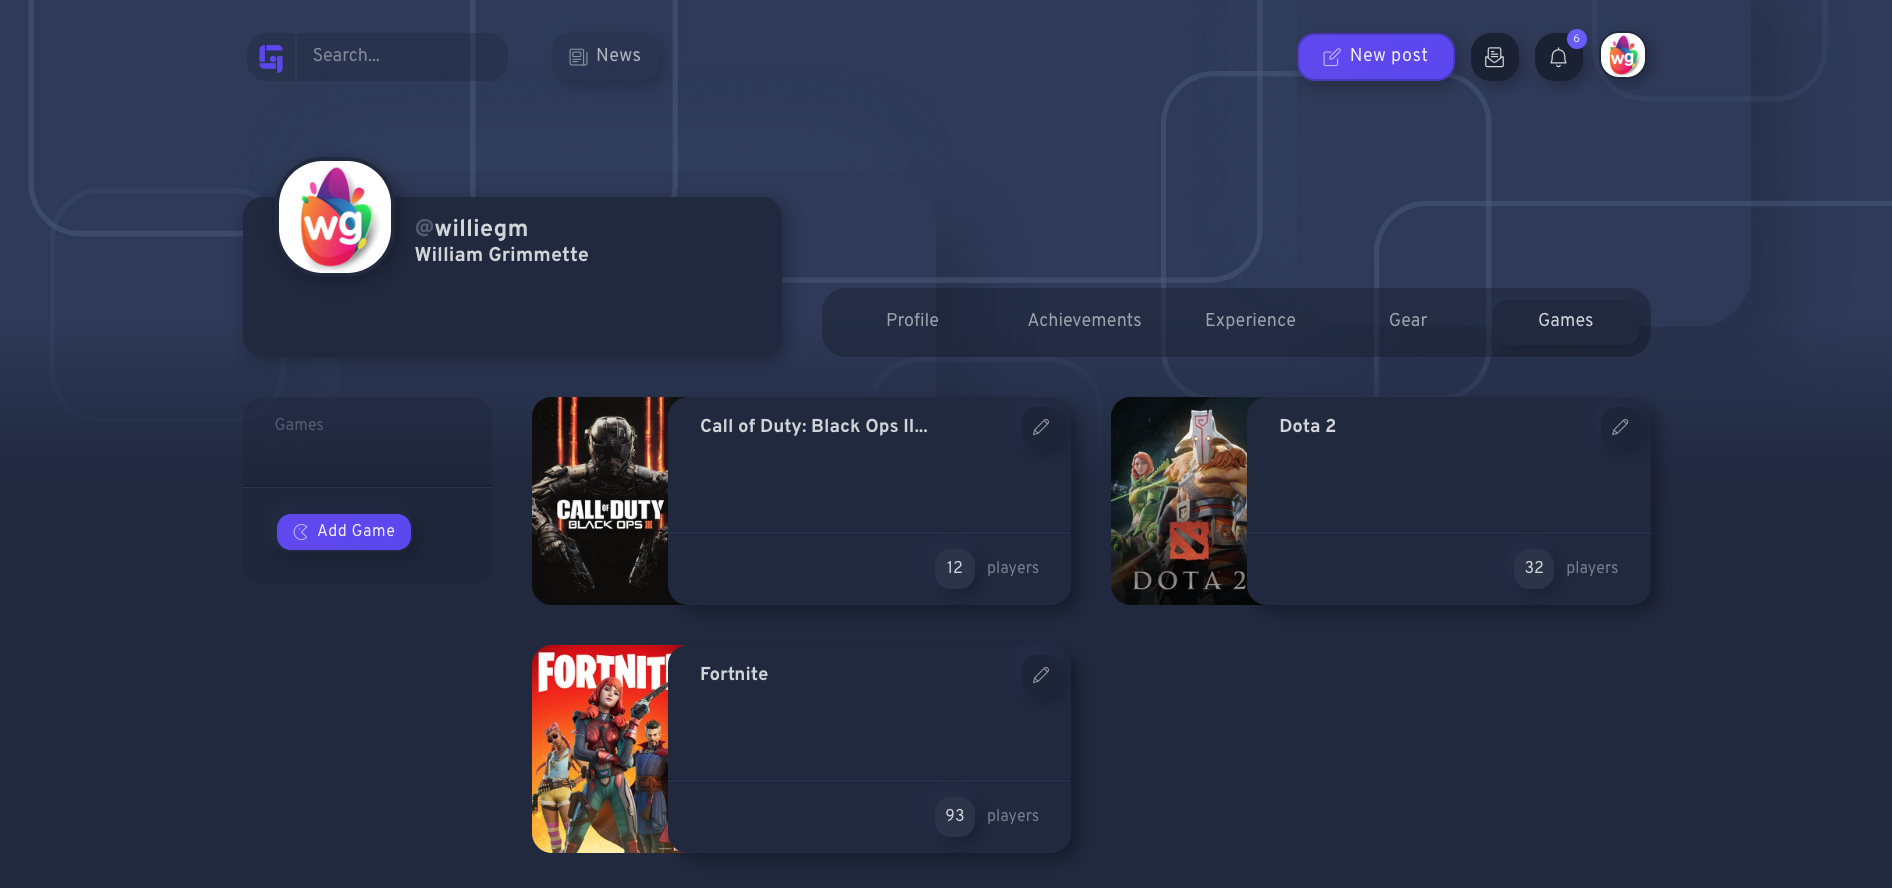 Search...
News
New post
6
wg
wg
@williegm
William Grimmette
Profile
Achievements
Experience
Gear
Games
Games
Add Game
CALL OF DUTY
BLACK OPS III
Call of Duty: Black Ops II...
12 players
DOTA 2
Dota 2
32 players
FORTNITE
Fortnite
93 players